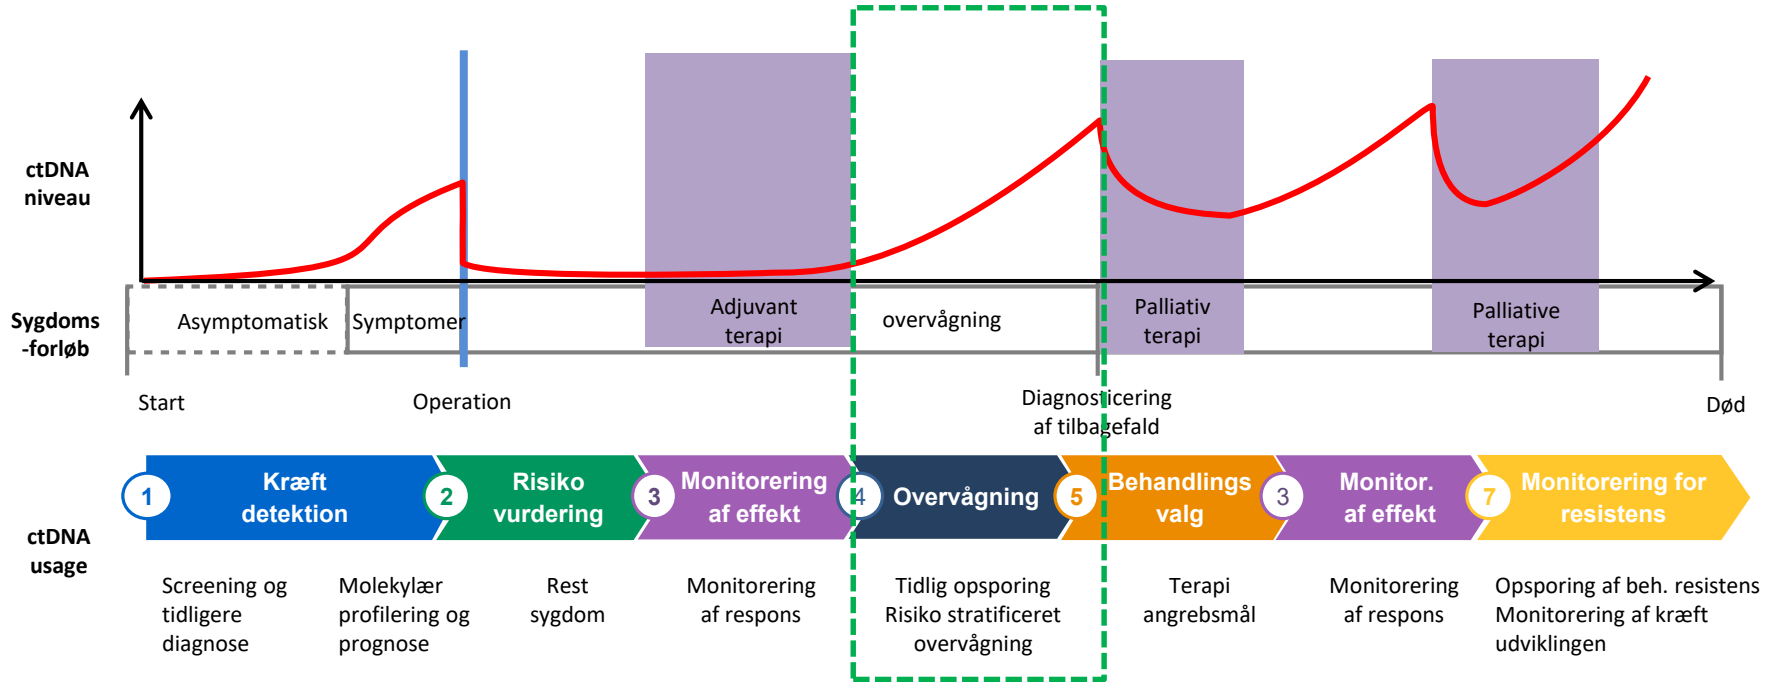 ctDNA
niveau
Sygdoms
-forløb
Asymptomatisk
Symptomer
Adjuvant
terapi
overvågning
Palliativ
terapi
Palliative
terapi
Start
Operation
Diagnosticering
af tilbagefald
Død
ctDNA
usage
1
Kræft
detektion
2
Risiko
vurdering
3
Monitorering
af effekt
4
Overvågning
5
Behandlings
valg
3
Monitor.
af effekt
7
Monitorering for
resistens
Screening og
tidligere
diagnose
Molekylær
profilering og
prognose
Rest
sygdom
Monitorering
af respons
Tidlig opsporing
Risiko stratificeret
overvågning
Terapi
angrebsmål
Monitorering
af respons
Opsporing af beh. resistens
Monitorering af kræft
udviklingen